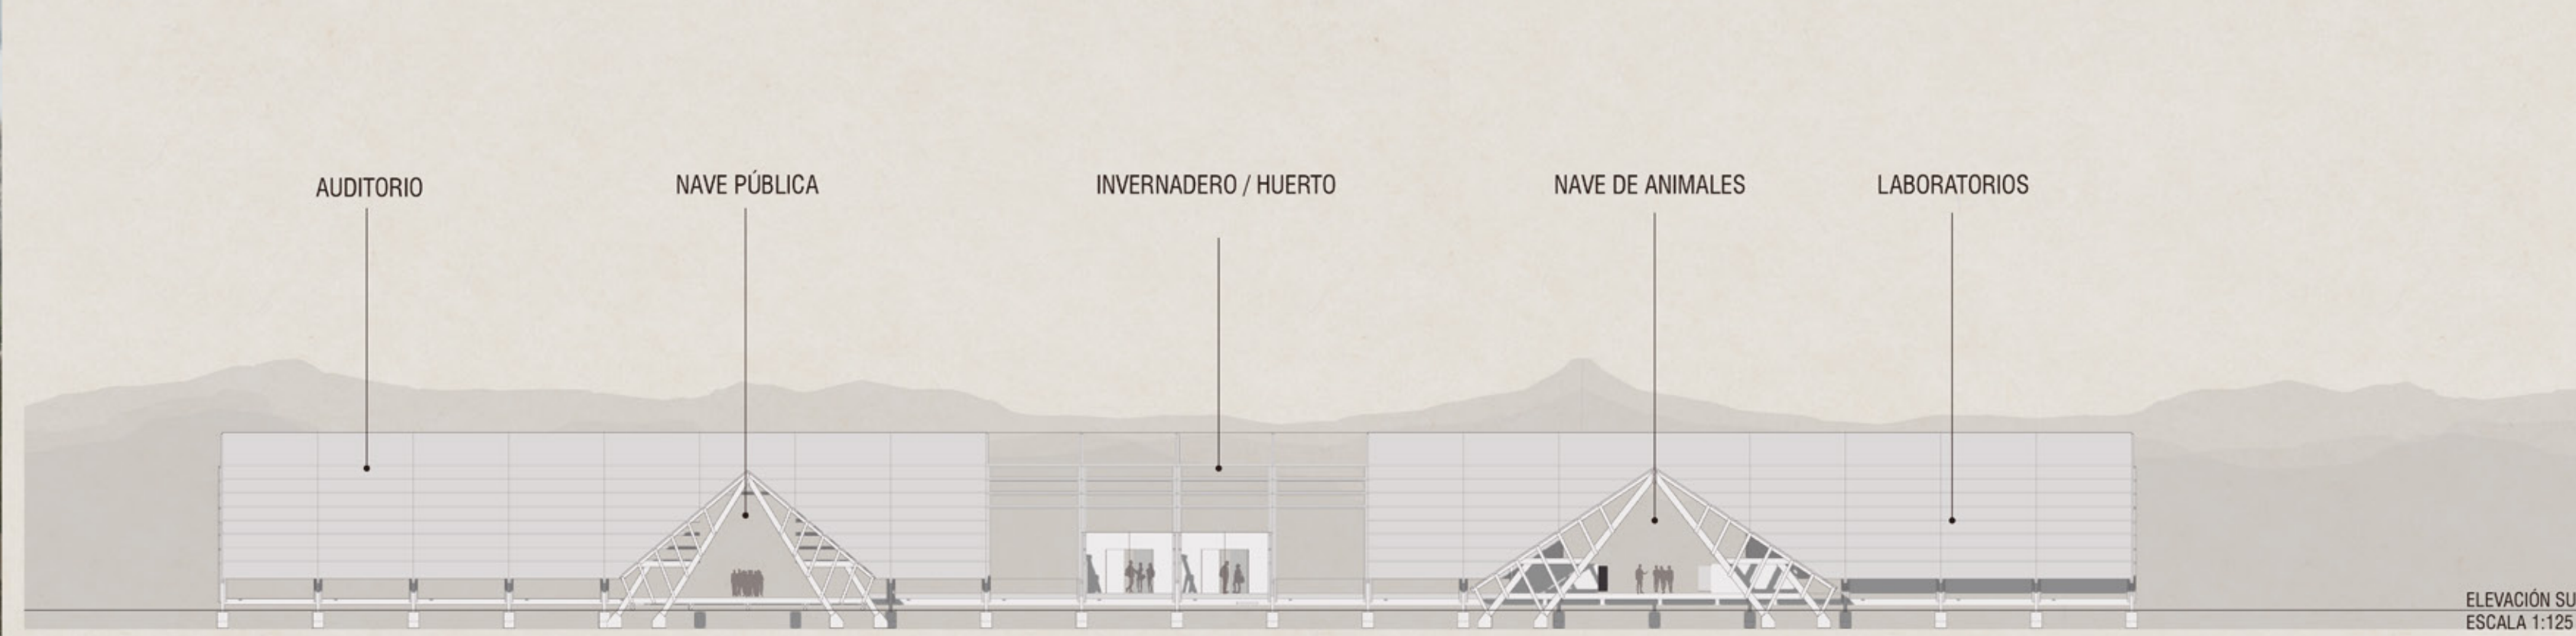 AUDITORIO
NAVE PÚBLICA
INVERNADERO / HUERTO
NAVE DE ANIMALES
LABORATORIOS
ELEVACIÓN SU
ESCALA 1:125